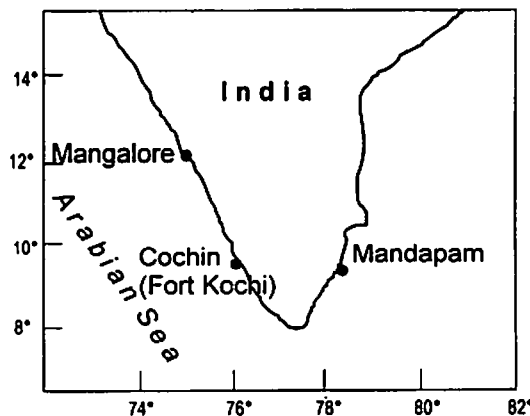 India
14°
Mangalore
12°
Arabian Sea
10°
Cochin
(Fort Kochi)
Mandapam
8°
74°
76°
78°
80°
82°